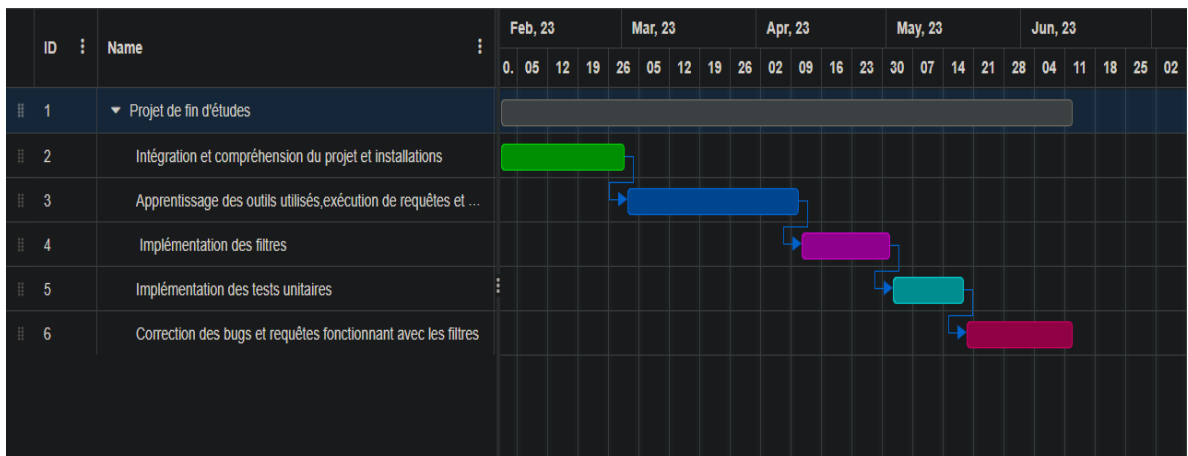 ID Name Feb, 23 Mar, 23 Apr, 23 May, 23 Jun, 23
0. 05 12 19 26 05 12 19 26 02 09 16 23 30 07 14 21 28 04 11 18 25 02
1 Projet de fin d'études
2 Intégration et compréhension du projet et installations
3 Apprentissage des outils utilisés,exécution de requêtes et ...
4 Implémentation des filtres
5 Implémentation des tests unitaires
6 Correction des bugs et requêtes fonctionnant avec les filtres